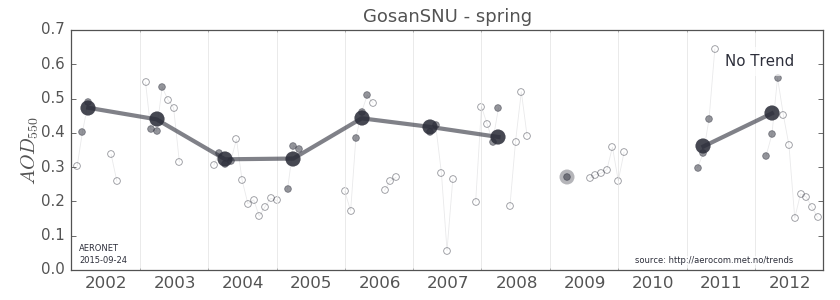 GosanSNU - spring
0.7
0.6
0.5
0.4
0.3
0.2
0.1
0.0
AOD550
No Trend
AERONET
2015-09-24
source: http://aerocom.met.no/trends
2002 2003 2004 2005 2006 2007 2008 2009 2010 2011 2012